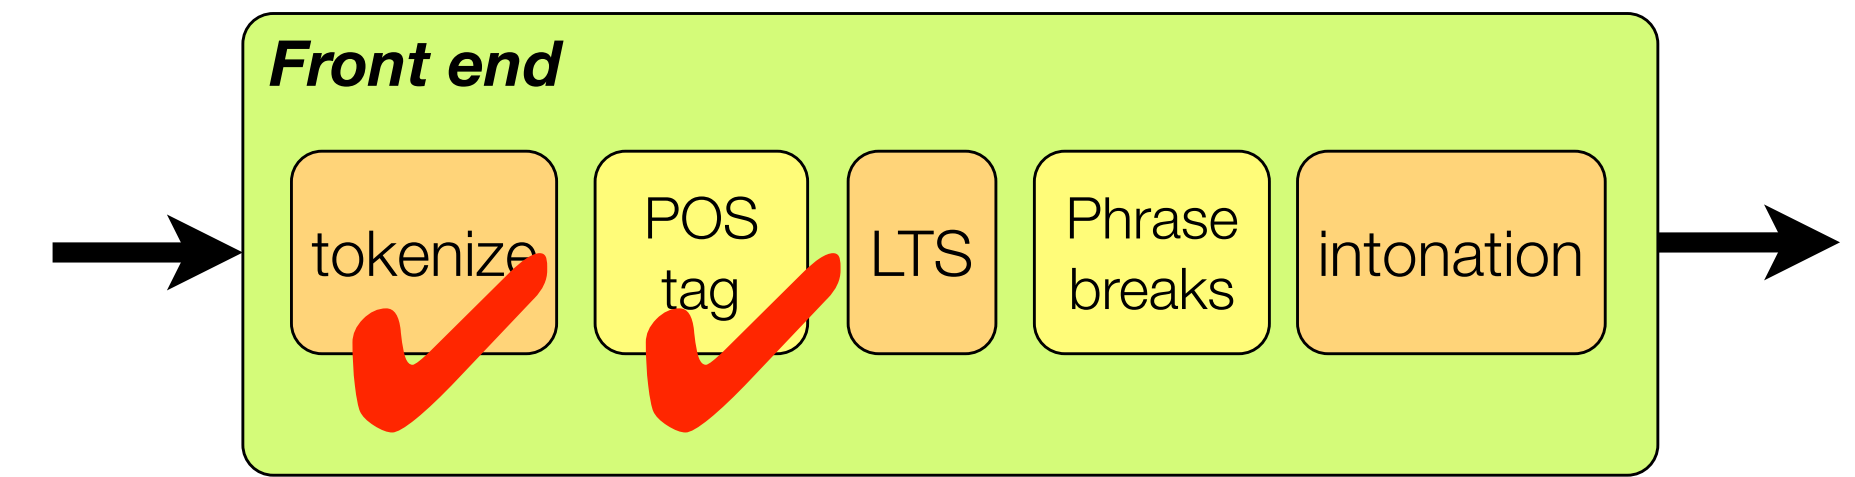 Front end
tokenize
POS
tag
LTS
Phrase
breaks
intonation